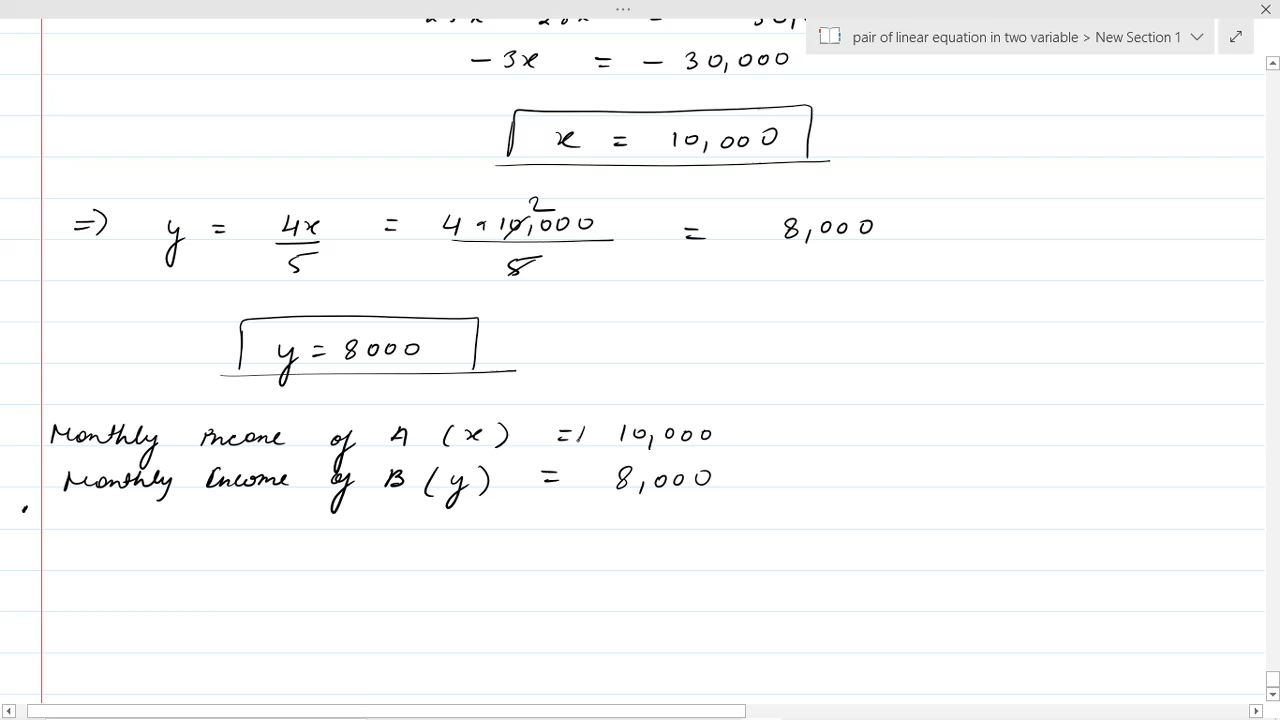 pair of linear equation in two variable > New Section 1
- 3x = - 30,000
x = 10,000
=) y = 4x/5 = 4 × 10,000/5 = 8,000
2
y = 8000
Monthly Income of A (x) = 10,000
Monthly Income of B (y) = 8,000